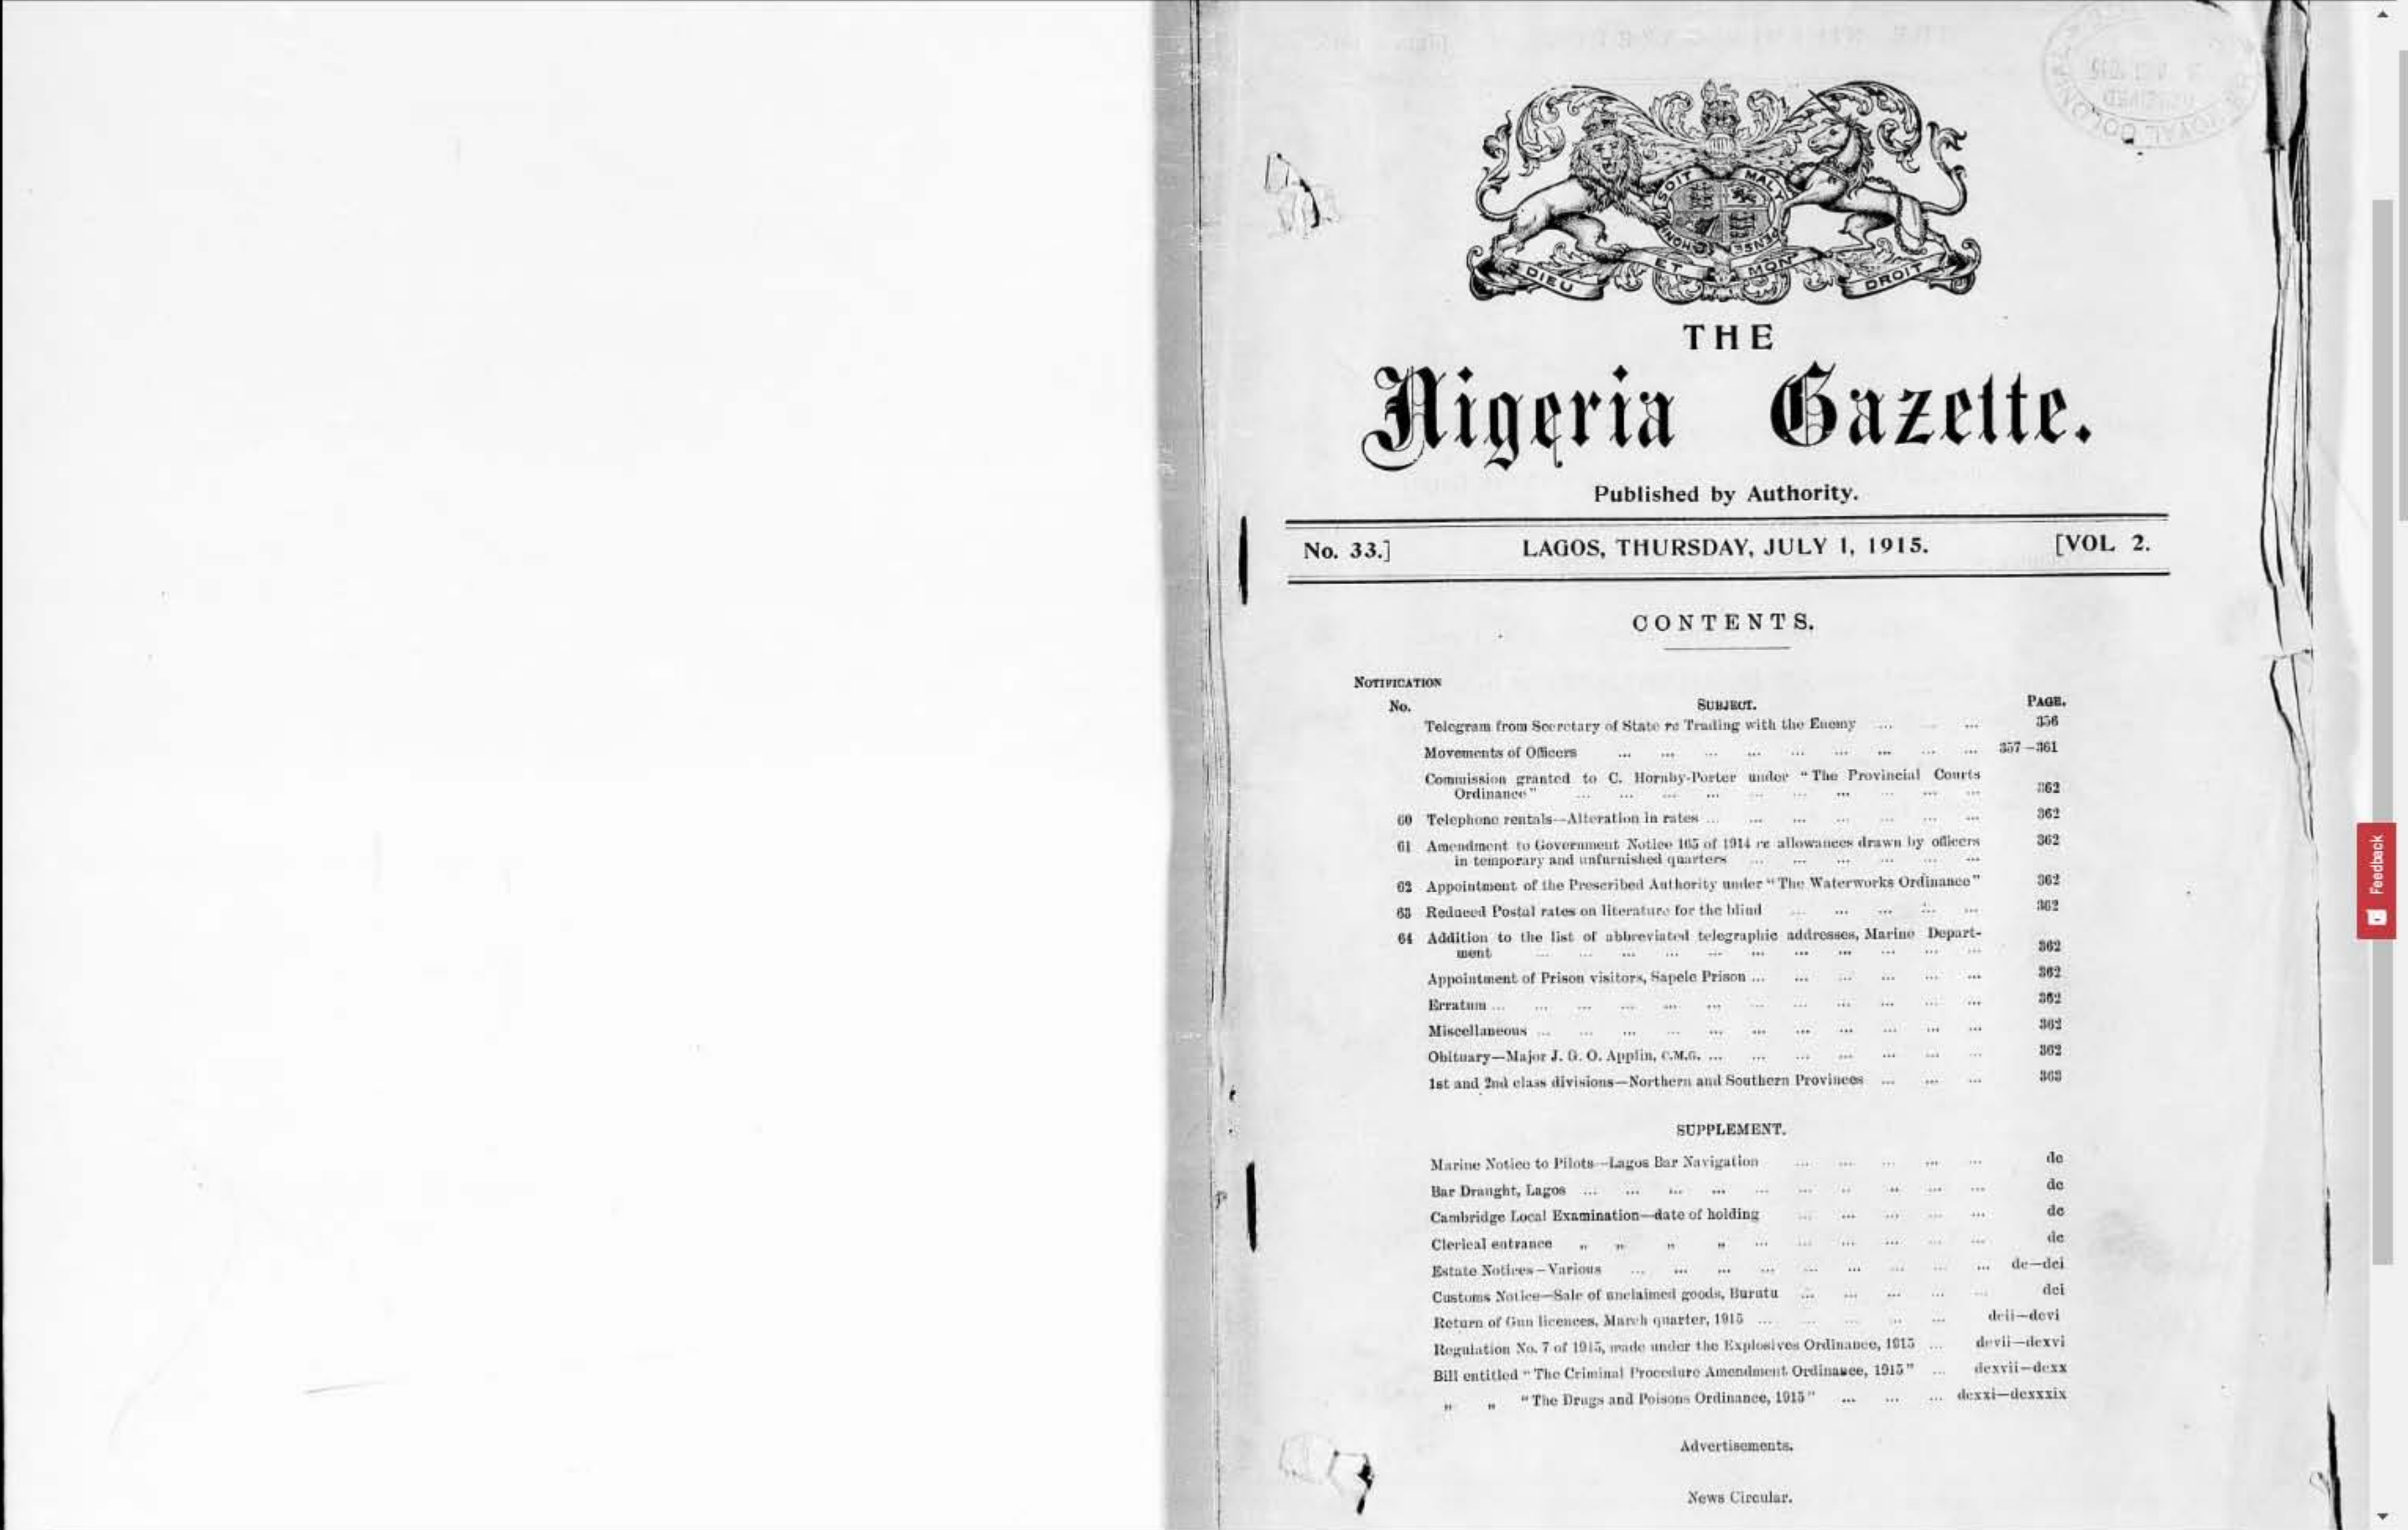 SOIT
MAL Y
HONI
PENSE
DIEU
ET
MON
DROIT
THE
Nigeria Gazette.
Published by Authority.
No. 33.] LAGOS, THURSDAY, JULY 1, 1915. [VOL 2.
CONTENTS.
NOTIFICATION
No. SUBJECT. PAGE.
Telegram from Secretary of State re Trading with the Enemy ... ... ... 356
Movements of Officers ... ... ... ... ... ... ... ... ... 357–361
Commission granted to C. Hornby-Porter under "The Provincial Courts
Ordinance" ... ... ... ... ... ... ... ... ... ... 362
60 Telephone rentals—Alteration in rates ... ... ... ... ... ... ... 362
61 Amendment to Government Notice 165 of 1914 re allowances drawn by officers 362
in temporary and unfurnished quarters ... ... ... ... ... ...
62 Appointment of the Prescribed Authority under "The Waterworks Ordinance" 362
63 Reduced Postal rates on literature for the blind ... ... ... ... ... 362
64 Addition to the list of abbreviated telegraphic addresses, Marine Depart-
ment ... ... ... ... ... ... ... ... ... ... ... 362
Appointment of Prison visitors, Sapele Prison ... ... ... ... ... ... 362
Erratum ... ... ... ... ... ... ... ... ... ... ... ... 362
Miscellaneous ... ... ... ... ... ... ... ... ... ... ... 362
Obituary—Major J. G. O. Applin, C.M.G. ... ... ... ... ... ... ... 362
1st and 2nd class divisions—Northern and Southern Provinces ... ... ... 363
SUPPLEMENT.
Marine Notice to Pilots—Lagos Bar Navigation ... ... ... ... ... dc
Bar Draught, Lagos ... ... ... ... ... ... ... ... ... ... dc
Cambridge Local Examination—date of holding ... ... ... ... ... dc
Clerical entrance „ „ „ „ ... ... ... ... ... ... dc
Estate Notices—Various ... ... ... ... ... ... ... ... ... dc—dci
Customs Notice—Sale of unclaimed goods, Burutu ... ... ... ... ... dci
Return of Gun licences, March quarter, 1915 ... ... ... ... ... dcii—dcvi
Regulation No. 7 of 1915, made under the Explosives Ordinance, 1915 ... dcvii—dcxvi
Bill entitled "The Criminal Procedure Amendment Ordinance, 1915" ... dcxvii—dcxx
„ „ "The Drugs and Poisons Ordinance, 1915" ... ... ... dcxxi—dcxxxix
Advertisements.
News Circular.
Feedback